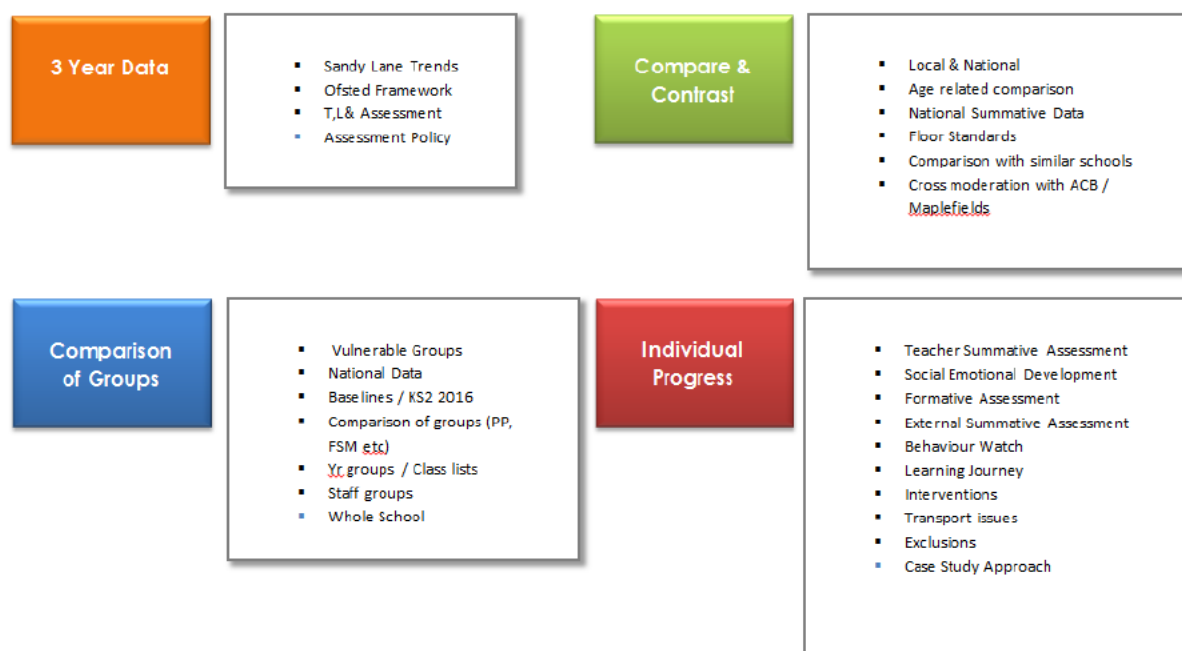 3 Year Data
Sandy Lane Trends
Ofsted Framework
T,L& Assessment
Assessment Policy
Compare &
Contrast
Local & National
Age related comparison
National Summative Data
Floor Standards
Comparison with similar schools
Cross moderation with ACB /
Maplefields
Comparison
of Groups
Vulnerable Groups
National Data
Baselines / KS2 2016
Comparison of groups (PP,
FSM etc)
Yr groups / Class lists
Staff groups
Whole School
Individual
Progress
Teacher Summative Assessment
Social Emotional Development
Formative Assessment
External Summative Assessment
Behaviour Watch
Learning Journey
Interventions
Transport issues
Exclusions
Case Study Approach